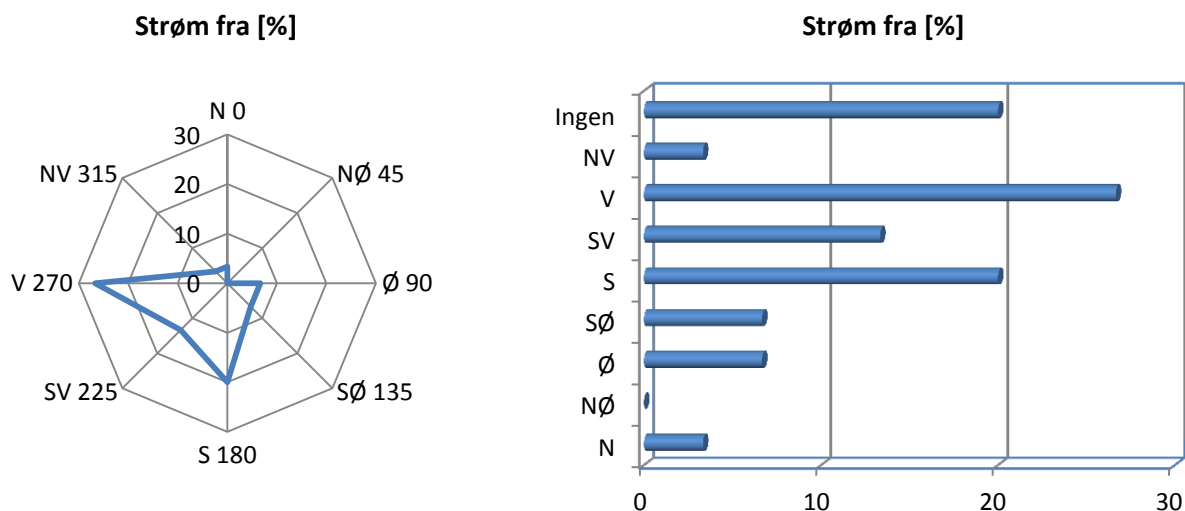 Strøm fra [%]
N 0
30
NV 315
NØ 45
20
10
V 270
0
Ø 90
SV 225
SØ 135
S 180
Strøm fra [%]
Ingen
NV
V
SV
S
SØ
Ø
NØ
N
0 10 20 30